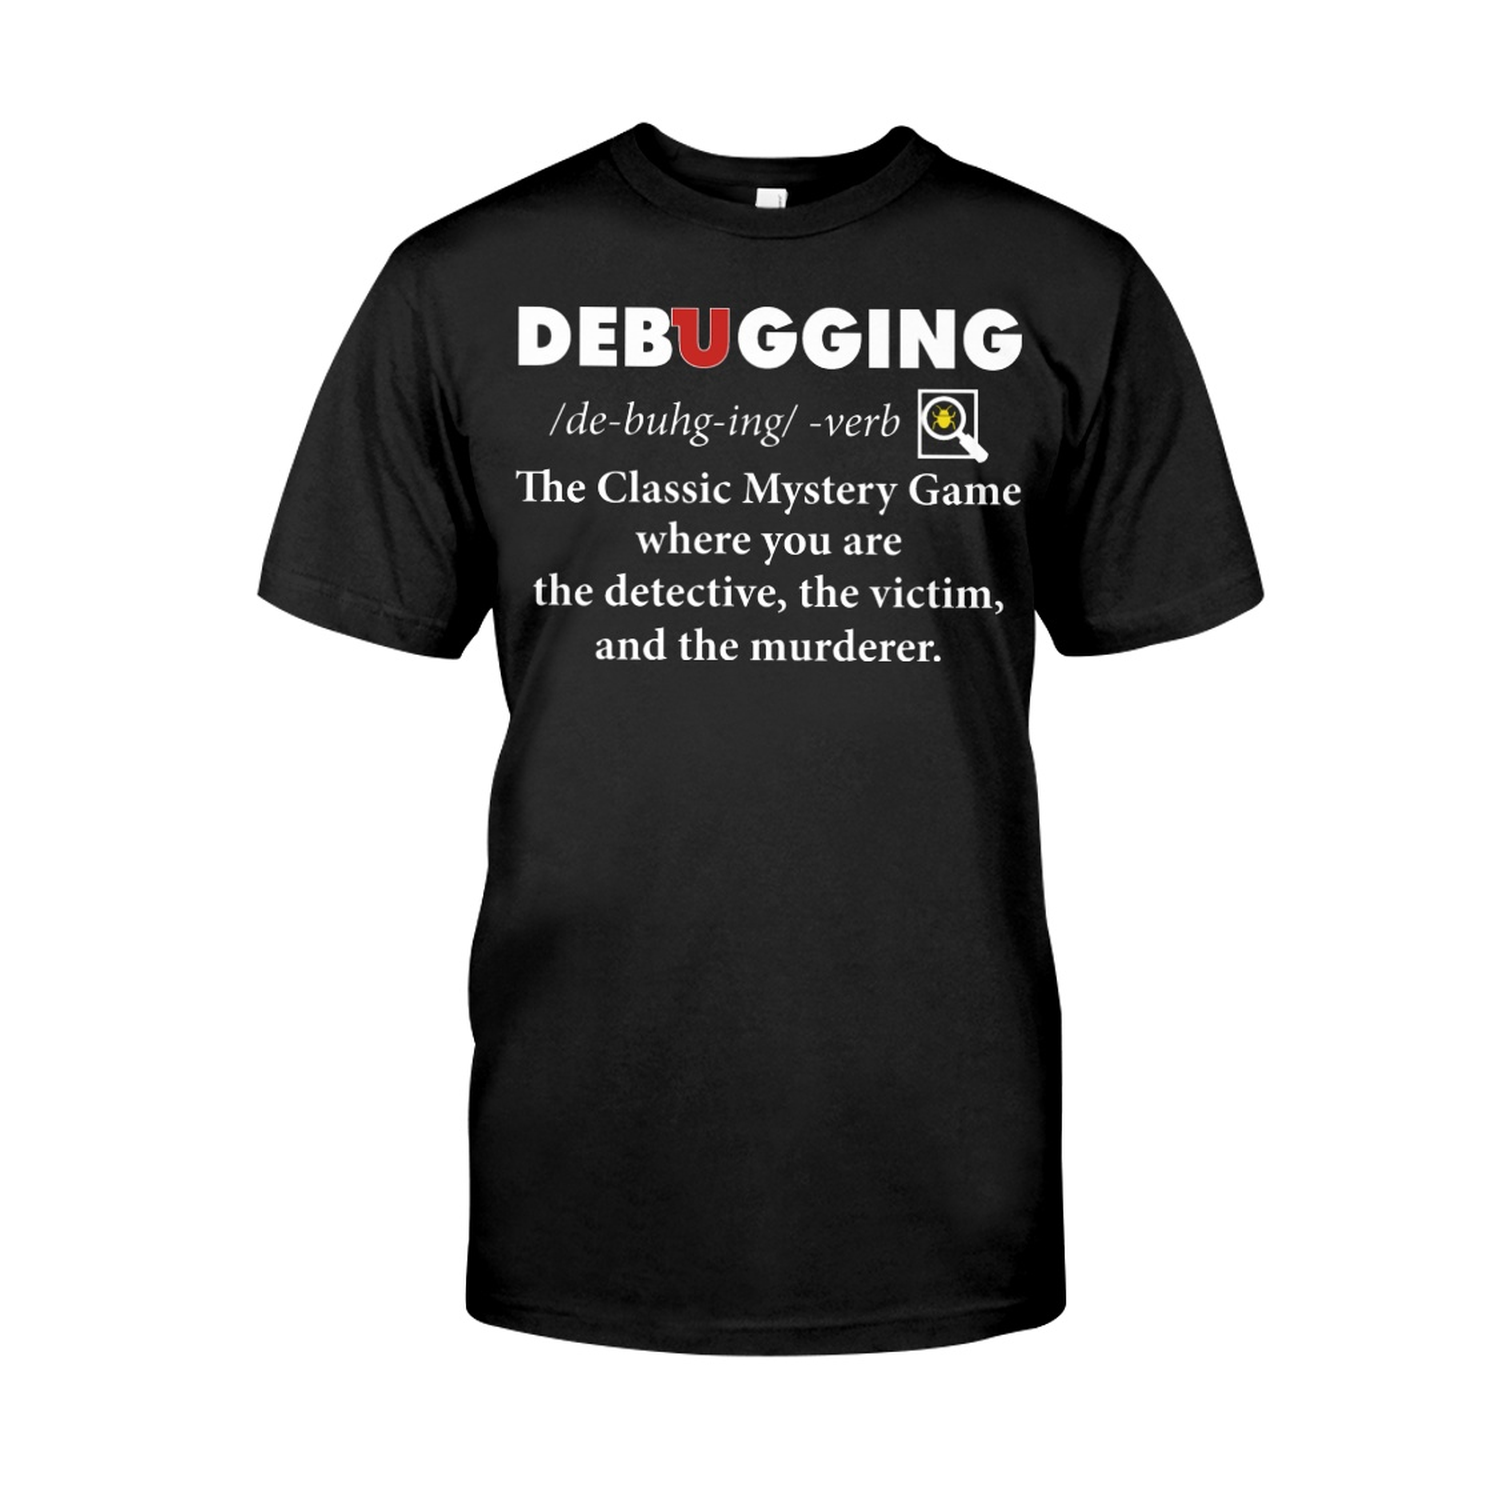 DEBUGGING
/de-buhg-ing/ -verb
The Classic Mystery Game
where you are
the detective, the victim,
and the murderer.